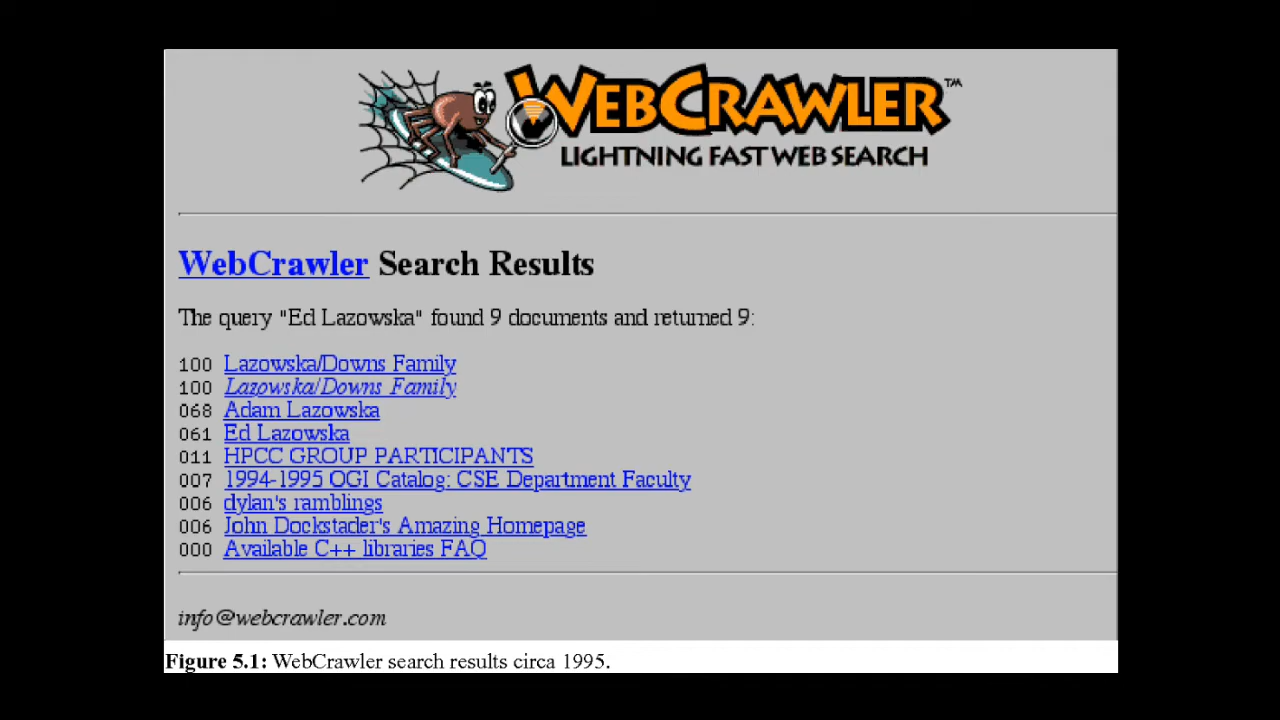 WEBCRAWLER™
LIGHTNING FAST WEB SEARCH
WebCrawler Search Results
The query "Ed Lazowska" found 9 documents and returned 9:
100 Lazowska/Downs Family
100 Lazowska/Downs Family
068 Adam Lazowska
061 Ed Lazowska
011 HPCC GROUP PARTICIPANTS
007 1994-1995 OGI Catalog: CSE Department Faculty
006 dylan's ramblings
006 John Dockstader's Amazing Homepage
000 Available C++ libraries FAQ
info@webcrawler.com
Figure 5.1: WebCrawler search results circa 1995.